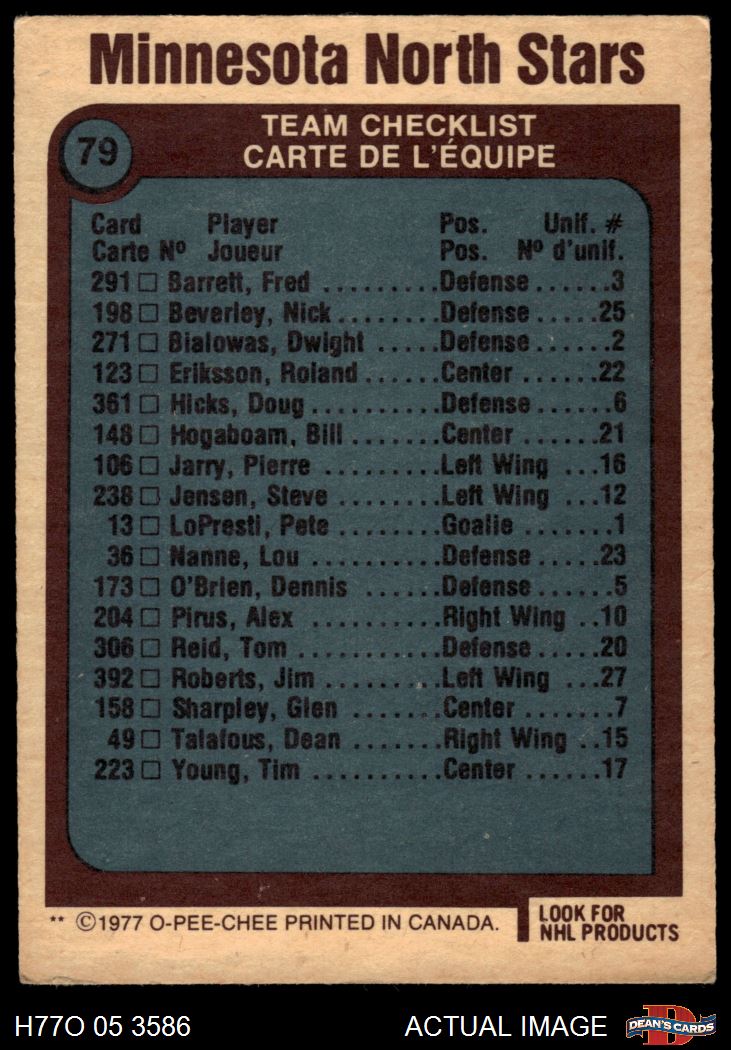 Minnesota North Stars
79
TEAM CHECKLIST
CARTE DE L'ÉQUIPE
Card Player Pos. Unif. #
Carte Nº Joueur Pos. Nº d'unif.
291 □ Barrett, Fred .........Defense......3
198 □ Beverley, Nick........Defense.....25
271 □ Bialowas, Dwight .....Defense......2
123 □ Eriksson, Roland......Center ......22
361 □ Hicks, Doug..........Defense......6
148 □ Hogaboam, Bill.......Center ......21
106 □ Jarry, Pierre .........Left Wing ...16
238 □ Jensen, Steve ........Left Wing ...12
13 □ LoPresti, Pete ........Goalie .......1
36 □ Nanne, Lou ..........Defense.....23
173 □ O'Brien, Dennis ......Defense......5
204 □ Pirus, Alex ..........Right Wing ..10
306 □ Reid, Tom ...........Defense.....20
392 □ Roberts, Jim .........Left Wing ...27
158 □ Sharpley, Glen .......Center .......7
49 □ Talafous, Dean .......Right Wing ..15
223 □ Young, Tim ..........Center ......17
** ©1977 O-PEE-CHEE PRINTED IN CANADA.
LOOK FOR
NHL PRODUCTS
H77O 05 3586 ACTUAL IMAGE
D
DEAN'S CARDS